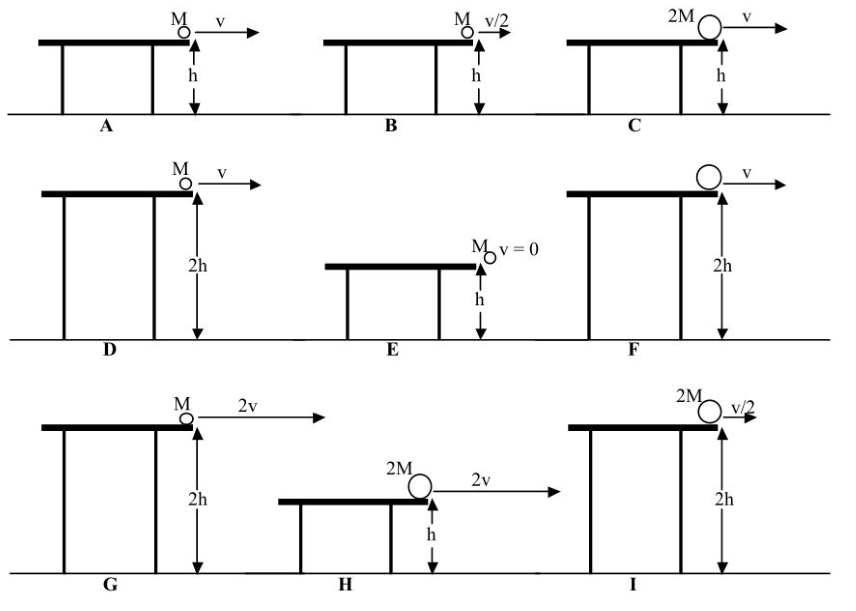 M v M v/2 2M v
h h h
A B C
M v v
2h M v = 0 2h
h
D E F
M 2v 2M v/2
2h 2M 2v 2h
h
G H I